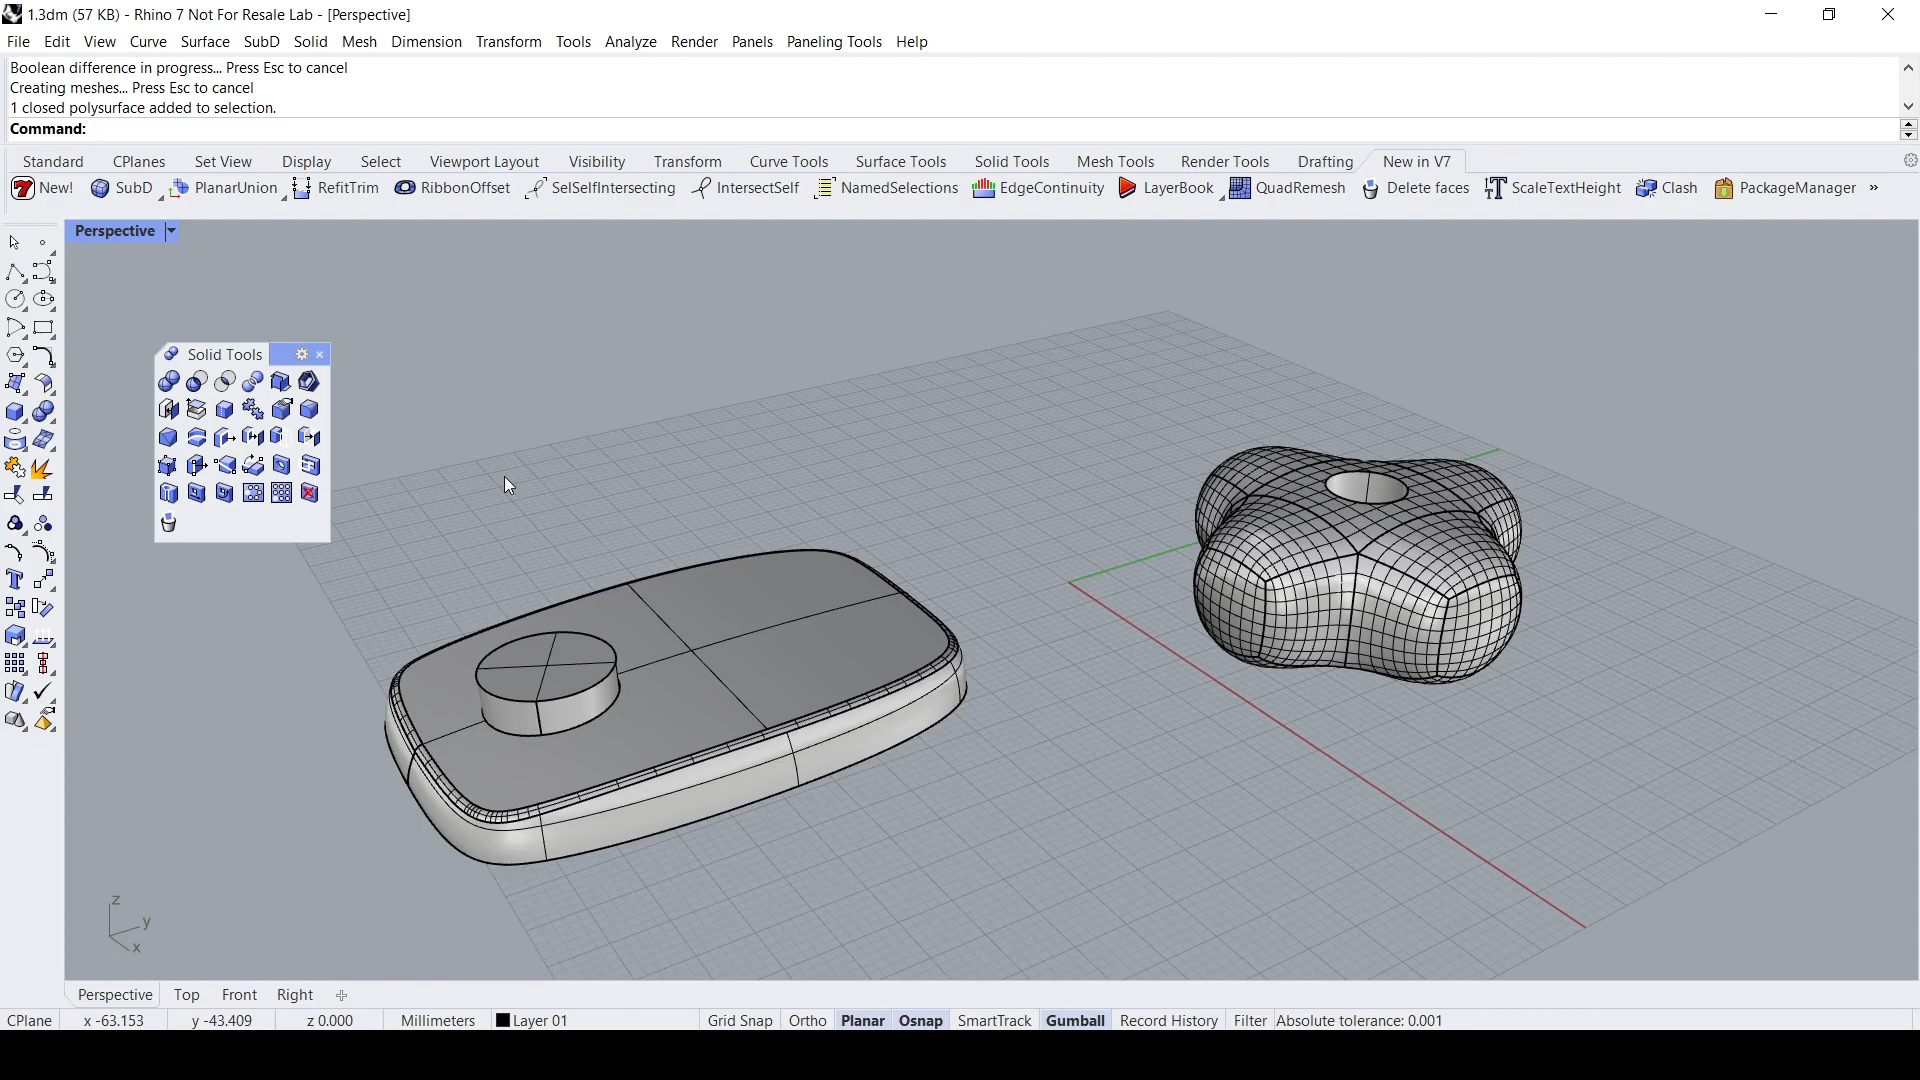 1.3dm (57 KB) - Rhino 7 Not For Resale Lab - [Perspective]
File Edit View Curve Surface SubD Solid Mesh Dimension Transform Tools Analyze Render Panels Paneling Tools Help
Boolean difference in progress... Press Esc to cancel
Creating meshes... Press Esc to cancel
1 closed polysurface added to selection.
Command:
Standard CPlanes Set View Display Select Viewport Layout Visibility Transform Curve Tools Surface Tools Solid Tools Mesh Tools Render Tools Drafting New in V7
7 New! SubD PlanarUnion RefitTrim RibbonOffset SelSelfIntersecting IntersectSelf NamedSelections EdgeContinuity LayerBook QuadRemesh Delete faces ScaleTextHeight Clash PackageManager »
Perspective
Solid Tools
z
y
x
Perspective Top Front Right
CPlane x -63.153 y -43.409 z 0.000 Millimeters Layer 01 Grid Snap Ortho Planar Osnap SmartTrack Gumball Record History Filter Absolute tolerance: 0.001